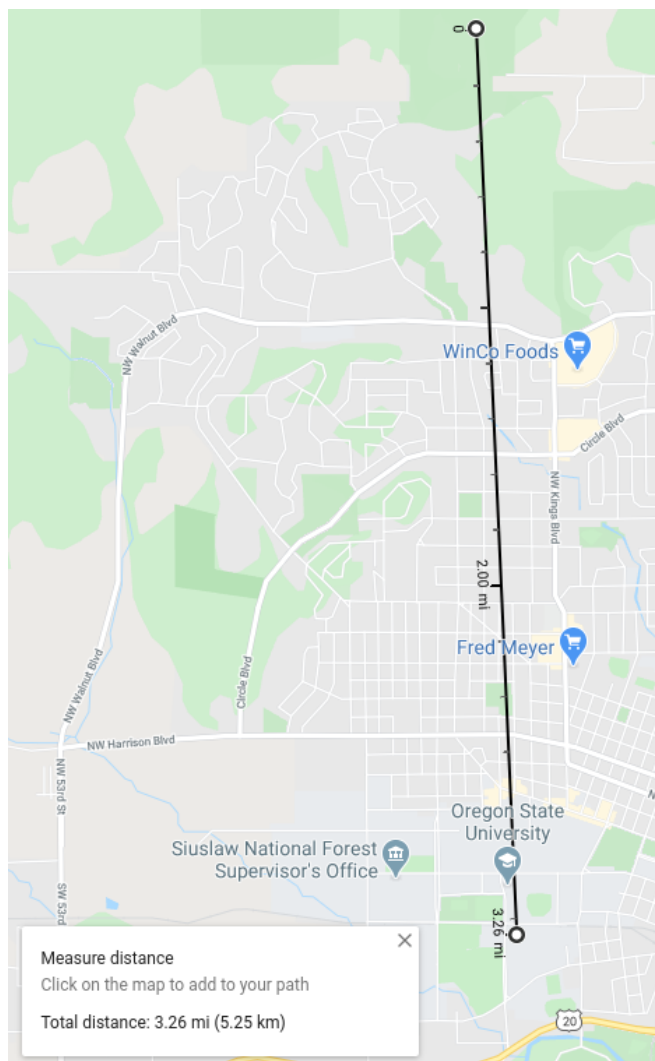 0
NW Walnut Blvd
WinCo Foods
Circle Blvd
NW Kings Blvd
2.00 mi
Fred Meyer
Circle Blvd
NW Walnut Blvd
NW Harrison Blvd
NW 53rd St
N
Oregon State
University
Siuslaw National Forest
Supervisor's Office
SW 53rd
3.26 mi
Measure distance
Click on the map to add to your path
Total distance: 3.26 mi (5.25 km)
20